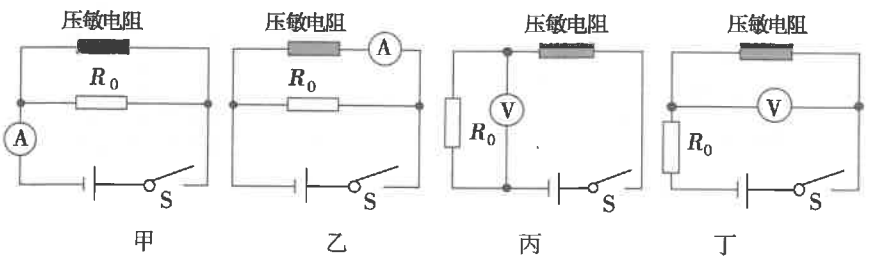 压敏电阻 压敏电阻 压敏电阻 压敏电阻
R0 A
R0
V R0 V R0
A
S S S S
甲 乙 丙 丁